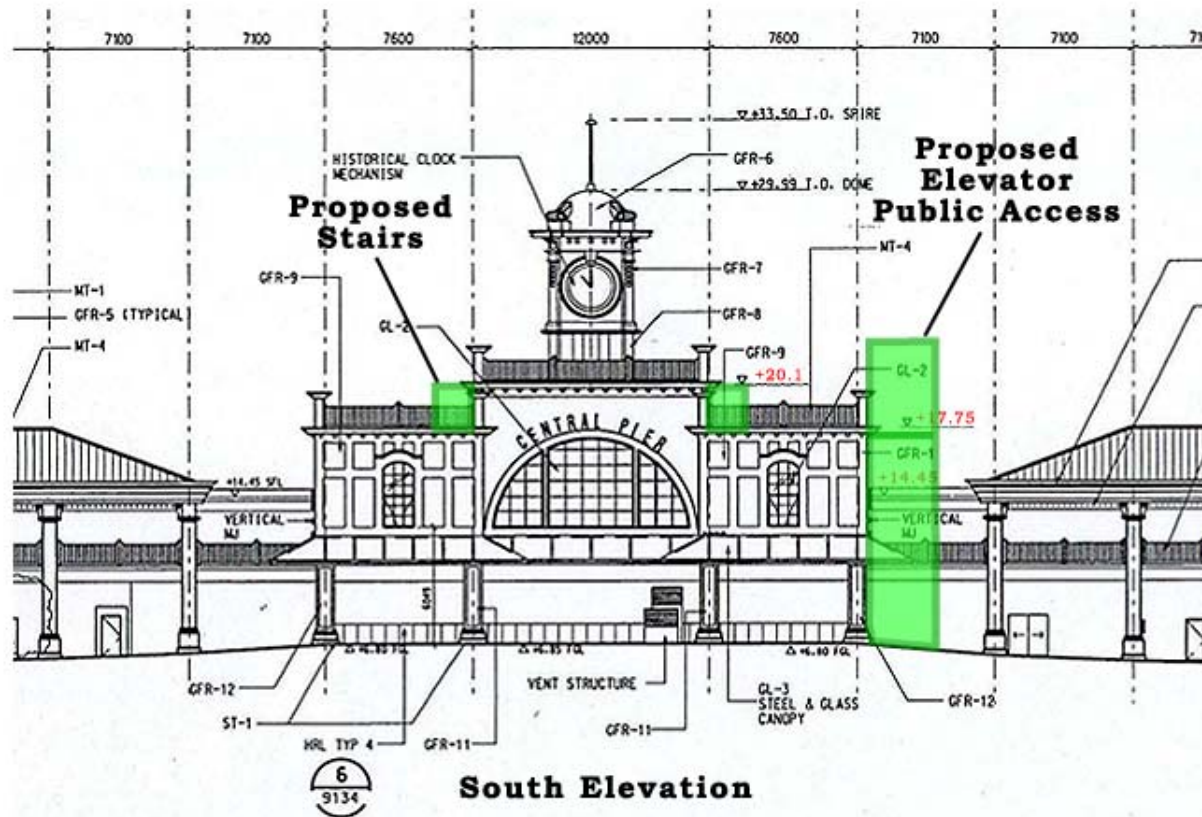 7100
7100
7600
12000
7600
7100
7100
+33.50 T.O. SPIRE
HISTORICAL CLOCK
MECHANISM
GFR-6
+29.99 T.O. DOME
Proposed
Stairs
Proposed
Elevator
Public Access
MT-4
GFR-9
GFR-7
MT-1
GFR-5 (TYPICAL)
GL-2
GFR-8
MT-4
GFR-9
+20.1
GL-2
+17.75
CENTRAL PIER
GFR-1
+14.45 SFL
+14.45
VERTICAL
MJ
VERTICAL
MJ
+6.80 FGL
+6.85 FGL
+6.80 FGL
GFR-12
VENT STRUCTURE
GL-3
STEEL & GLASS
CANOPY
GFR-12
ST-1
HRL TYP 4
GFR-11
GFR-11
6
9134
South Elevation